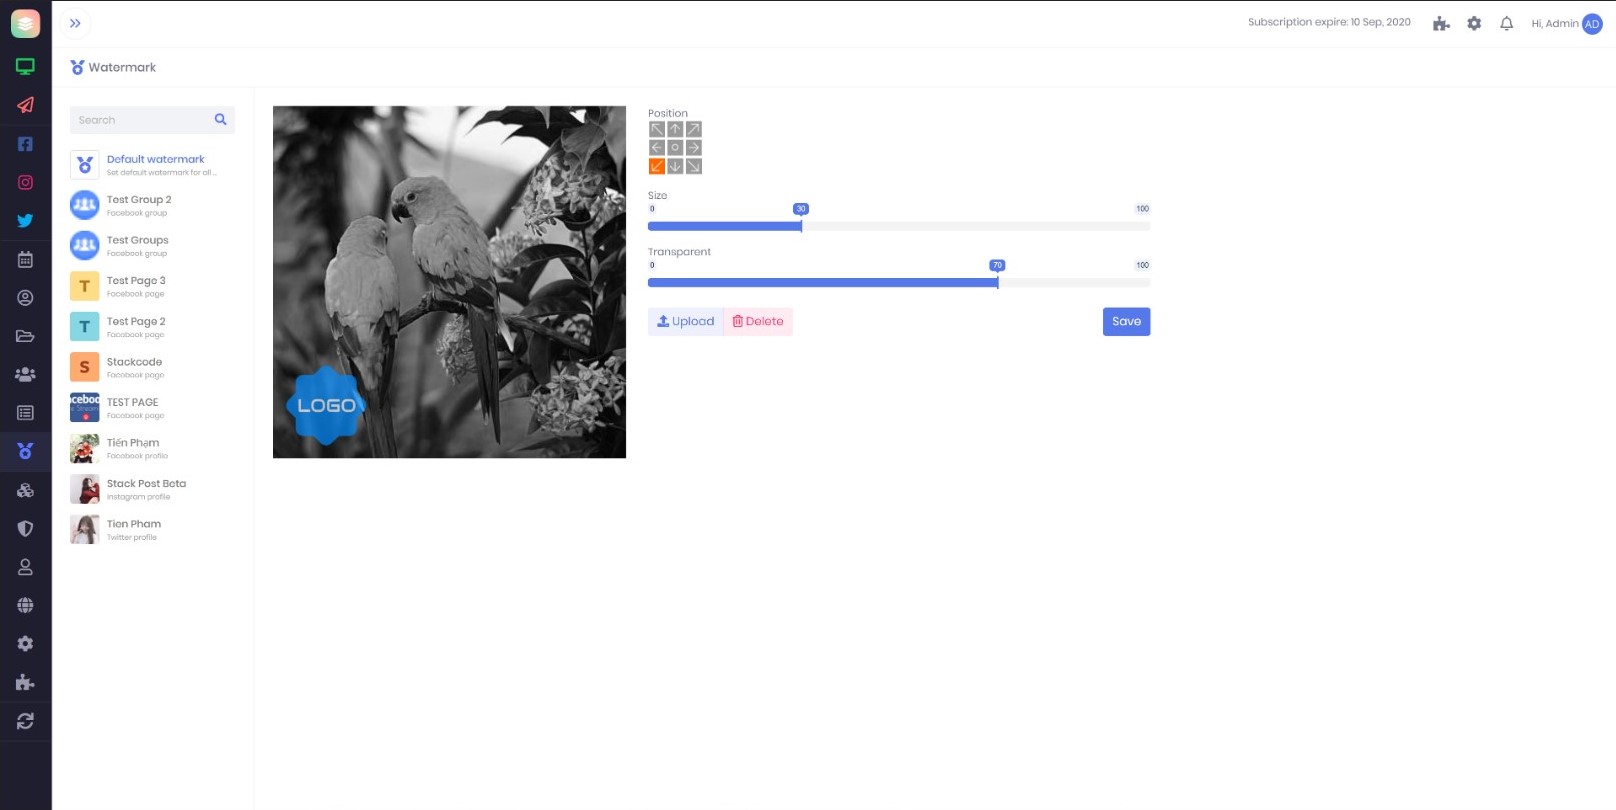 Subscription expire: 10 Sep, 2020
Hi, Admin
AD
Watermark
Search
Default watermark
Set default watermark for all ...
Test Group 2
Facebook group
Test Groups
Facebook group
T
Test Page 3
Facebook page
T
Test Page 2
Facebook page
S
Stackcode
Facebook page
TEST PAGE
Facebook page
Tiến Phạm
Facebook profile
Stack Post Beta
Instagram profile
Tien Pham
Twitter profile
LOGO
Position
Size
0
30
100
Transparent
0
70
100
Upload
Delete
Save